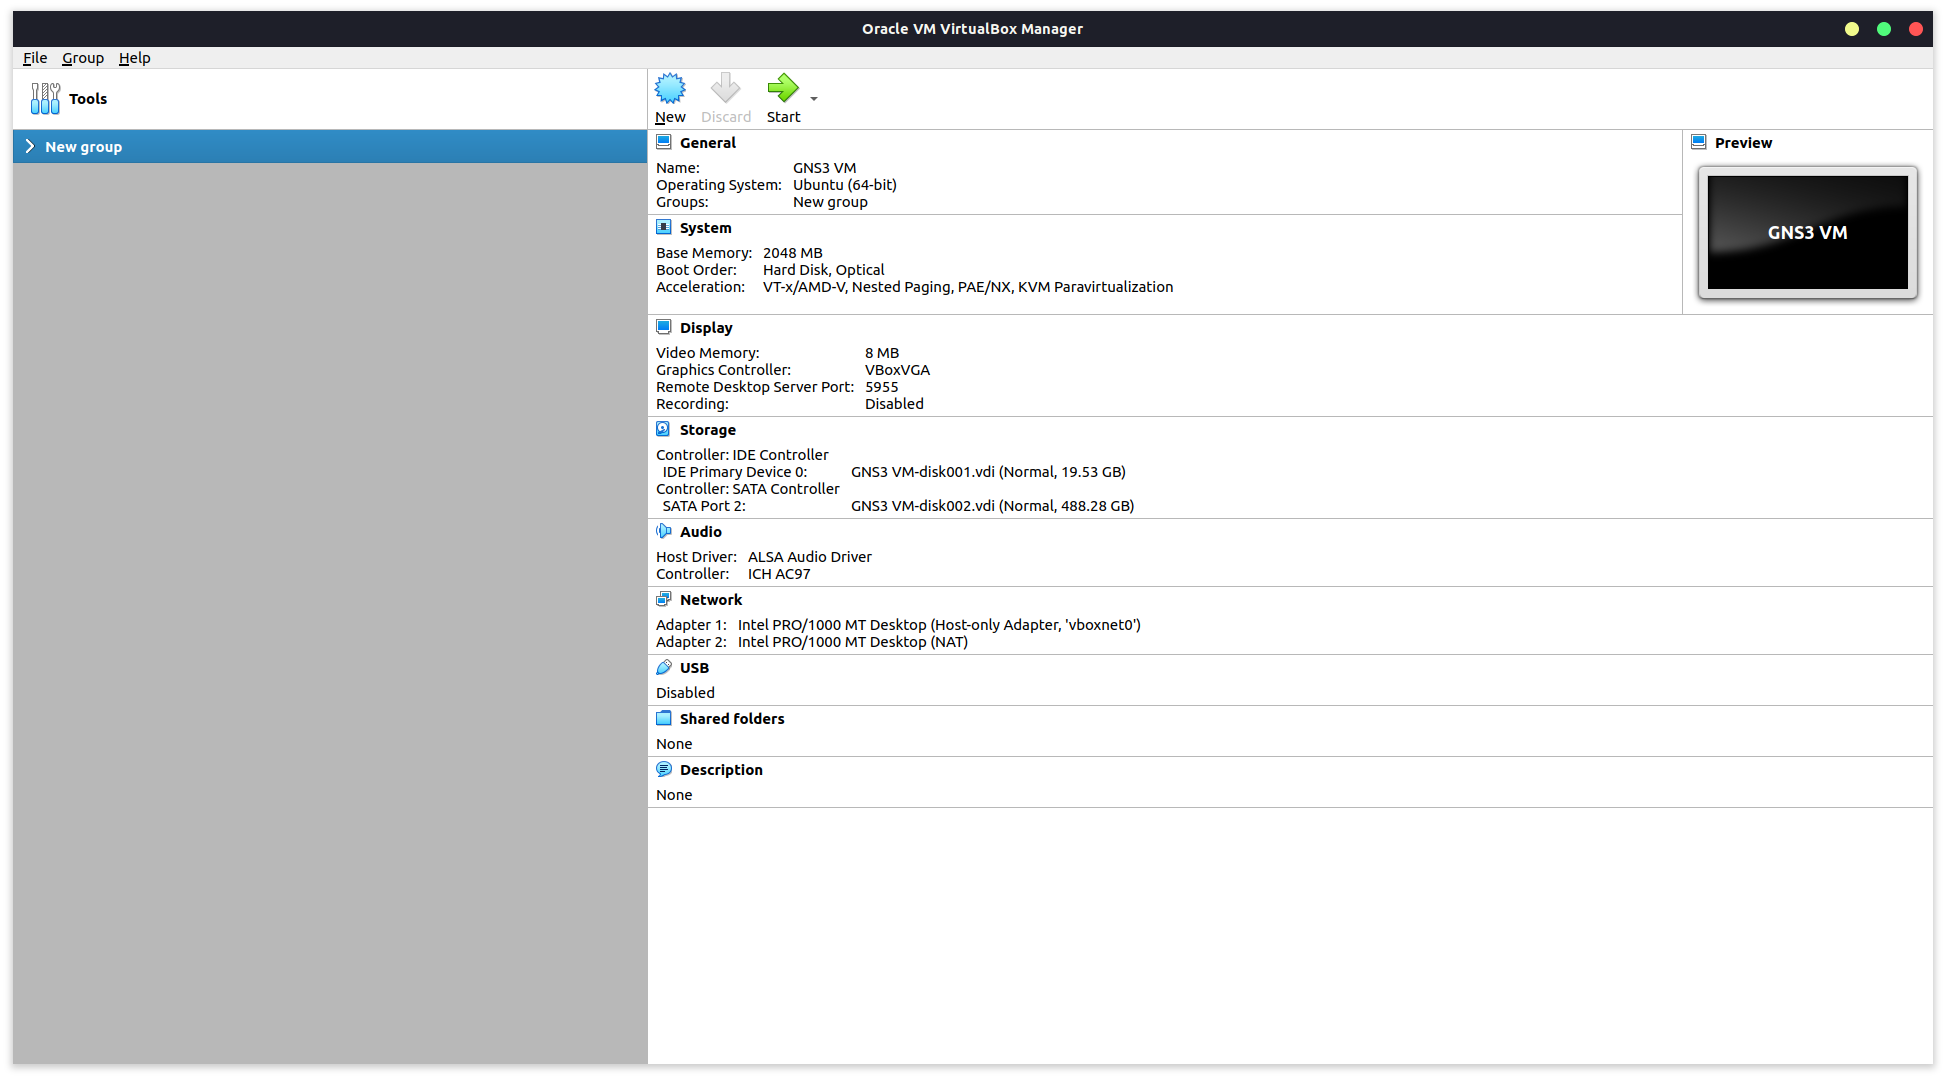 Oracle VM VirtualBox Manager
File Group Help
Tools
New Discard Start
New group
General
Name: GNS3 VM
Operating System: Ubuntu (64-bit)
Groups: New group
Preview
GNS3 VM
System
Base Memory: 2048 MB
Boot Order: Hard Disk, Optical
Acceleration: VT-x/AMD-V, Nested Paging, PAE/NX, KVM Paravirtualization
Display
Video Memory: 8 MB
Graphics Controller: VBoxVGA
Remote Desktop Server Port: 5955
Recording: Disabled
Storage
Controller: IDE Controller
IDE Primary Device 0: GNS3 VM-disk001.vdi (Normal, 19.53 GB)
Controller: SATA Controller
SATA Port 2: GNS3 VM-disk002.vdi (Normal, 488.28 GB)
Audio
Host Driver: ALSA Audio Driver
Controller: ICH AC97
Network
Adapter 1: Intel PRO/1000 MT Desktop (Host-only Adapter, 'vboxnet0')
Adapter 2: Intel PRO/1000 MT Desktop (NAT)
USB
Disabled
Shared folders
None
Description
None